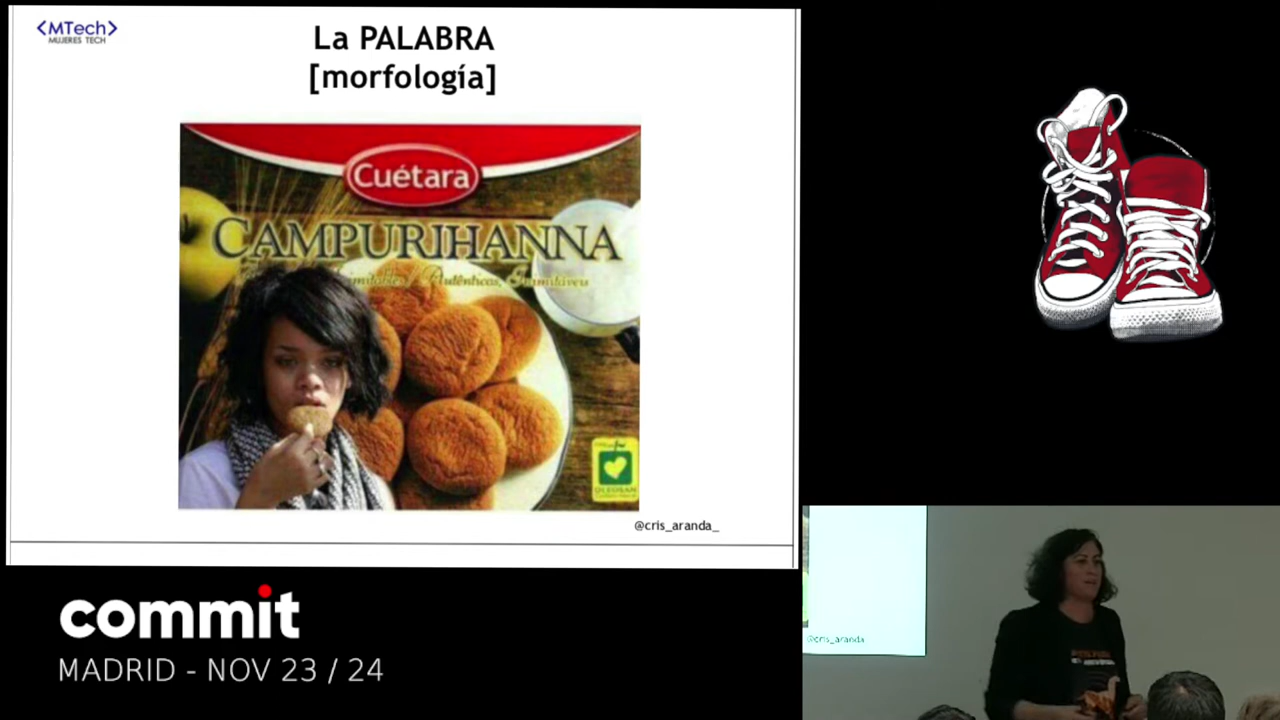 <MTech>
MUJERES TECH
La PALABRA
[morfología]
Cuétara
CAMPURIHANNA
Auténticas,
@cris_aranda_
commit
MADRID - NOV 23 / 24
@cris_aranda